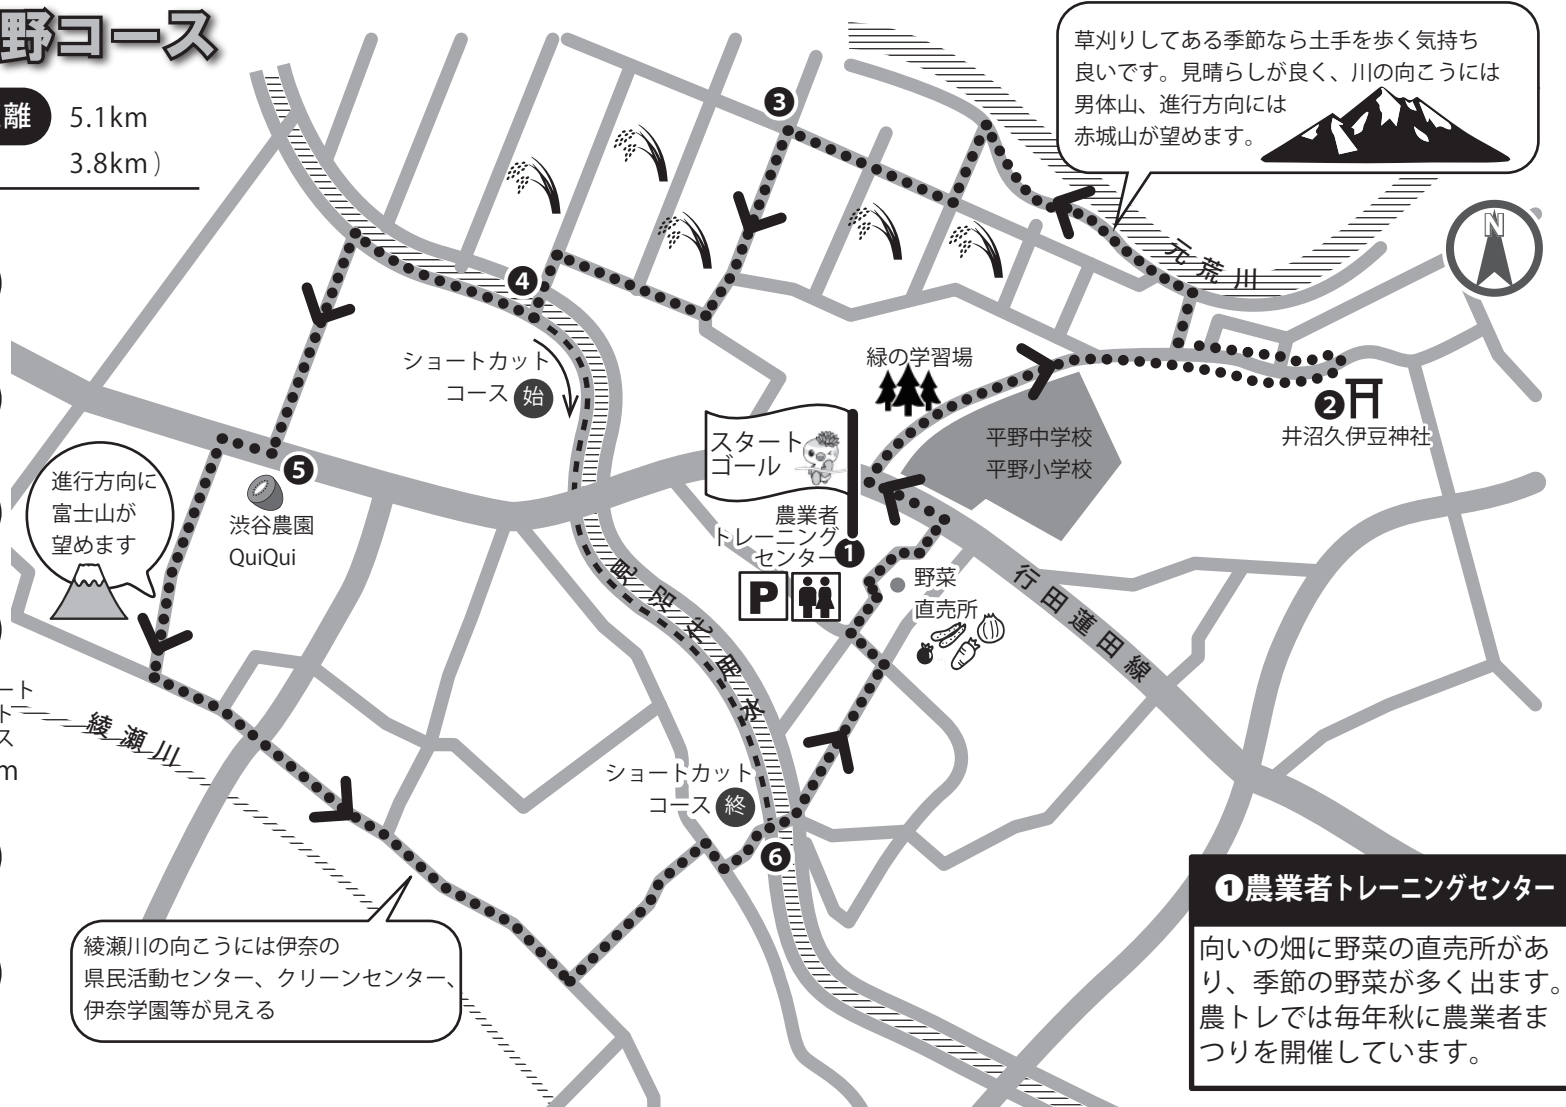 野コース
離 5.1km
3.8km）
草刈りしてある季節なら土手を歩く気持ち
良いです。見晴らしが良く、川の向こうには
男体山、進行方向には
赤城山が望めます。
N
元荒川
❸
❹
ショートカット
コース 始
緑の学習場
平野中学校
平野小学校
❷
井沼久伊豆神社
スタート
ゴール
農業者
トレーニング
センター❶
P
野菜
直売所
行田蓮田線
❺
渋谷農園
QuiQui
進行方向に
富士山が
望めます
見沼代用水
ート
ト
ス
m
綾瀬川
ショートカット
コース 終
❻
綾瀬川の向こうには伊奈の
県民活動センター、クリーンセンター、
伊奈学園等が見える
❶農業者トレーニングセンター
向いの畑に野菜の直売所があ
り、季節の野菜が多く出ます。
農トレでは毎年秋に農業者ま
つりを開催しています。